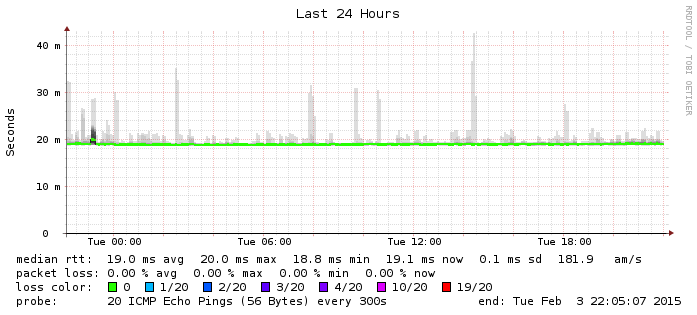 Last 24 Hours
RRDTOOL / TOBI OETIKER
Seconds
40 m
30 m
20 m
10 m
0
Tue 00:00 Tue 06:00 Tue 12:00 Tue 18:00
median rtt: 19.0 ms avg 20.0 ms max 18.8 ms min 19.1 ms now 0.1 ms sd 181.9 am/s
packet loss: 0.00 % avg 0.00 % max 0.00 % min 0.00 % now
loss color: 0 1/20 2/20 3/20 4/20 10/20 19/20
probe: 20 ICMP Echo Pings (56 Bytes) every 300s end: Tue Feb 3 22:05:07 2015